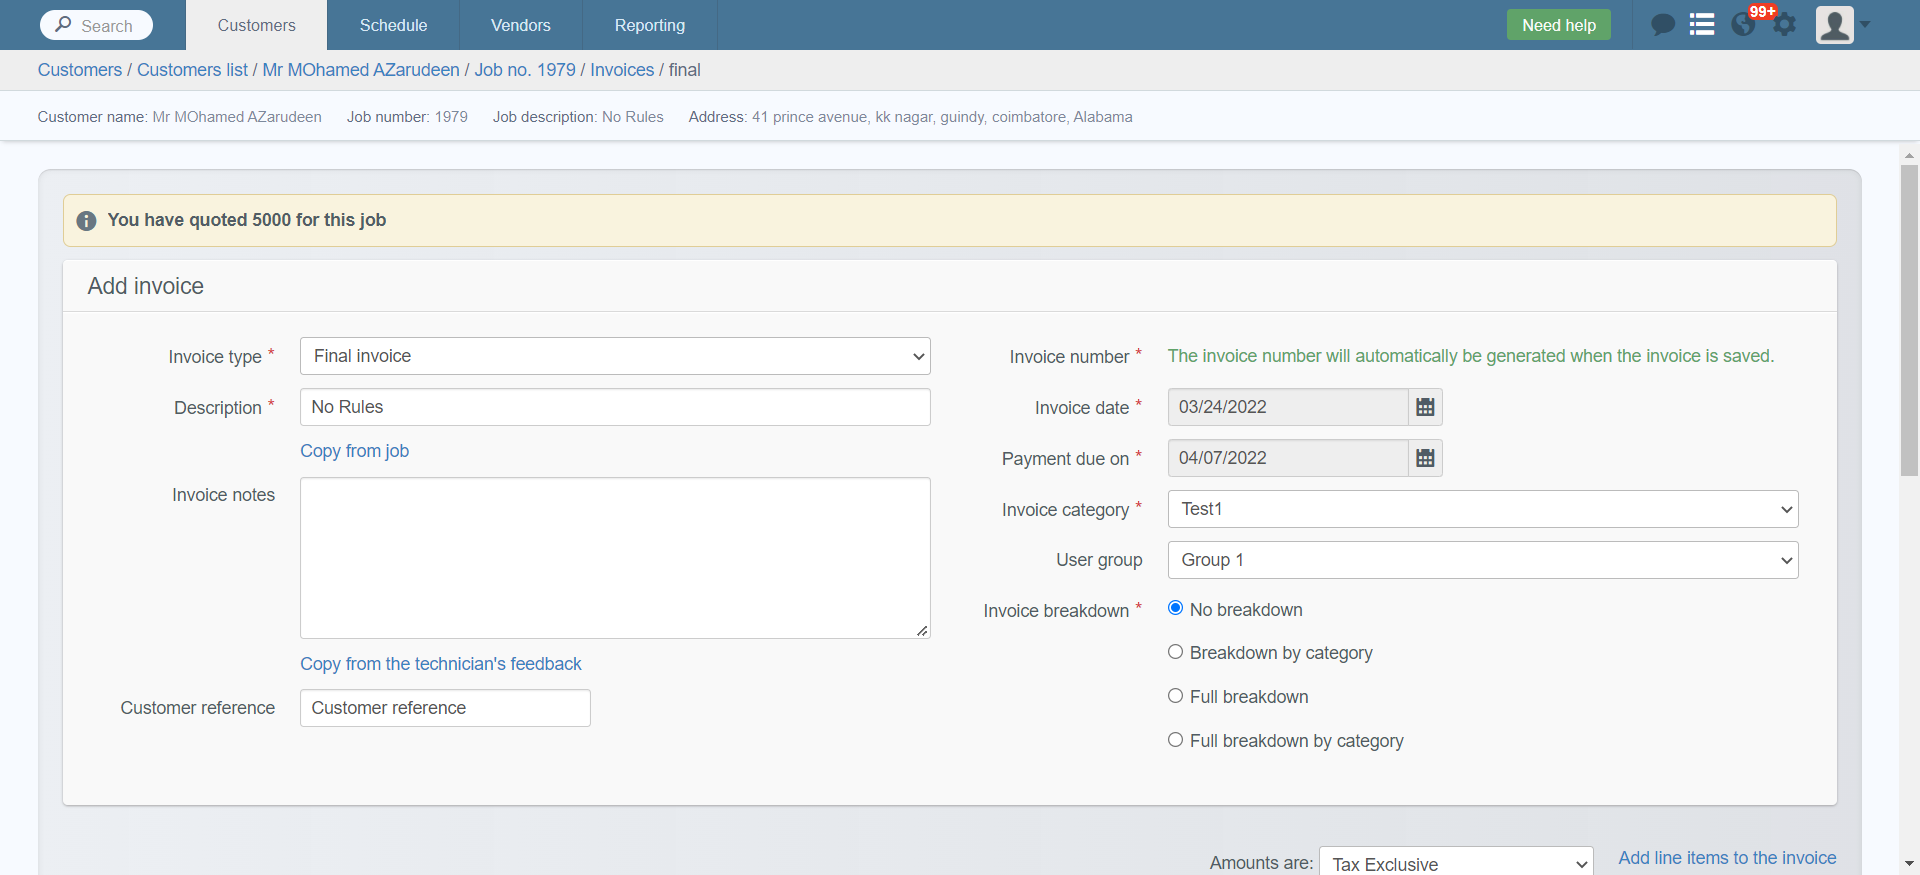 Search
Customers
Schedule
Vendors
Reporting
Need help
99+
Customers / Customers list / Mr MOhamed AZarudeen / Job no. 1979 / Invoices / final
Customer name: Mr MOhamed AZarudeen Job number: 1979 Job description: No Rules Address: 41 prince avenue, kk nagar, guindy, coimbatore, Alabama
You have quoted 5000 for this job
Add invoice
Invoice type * Final invoice
Description * No Rules
Copy from job
Invoice notes
Copy from the technician's feedback
Customer reference Customer reference
Invoice number * The invoice number will automatically be generated when the invoice is saved.
Invoice date * 03/24/2022
Payment due on * 04/07/2022
Invoice category * Test1
User group Group 1
Invoice breakdown * No breakdown
Breakdown by category
Full breakdown
Full breakdown by category
Amounts are: Tax Exclusive
Add line items to the invoice